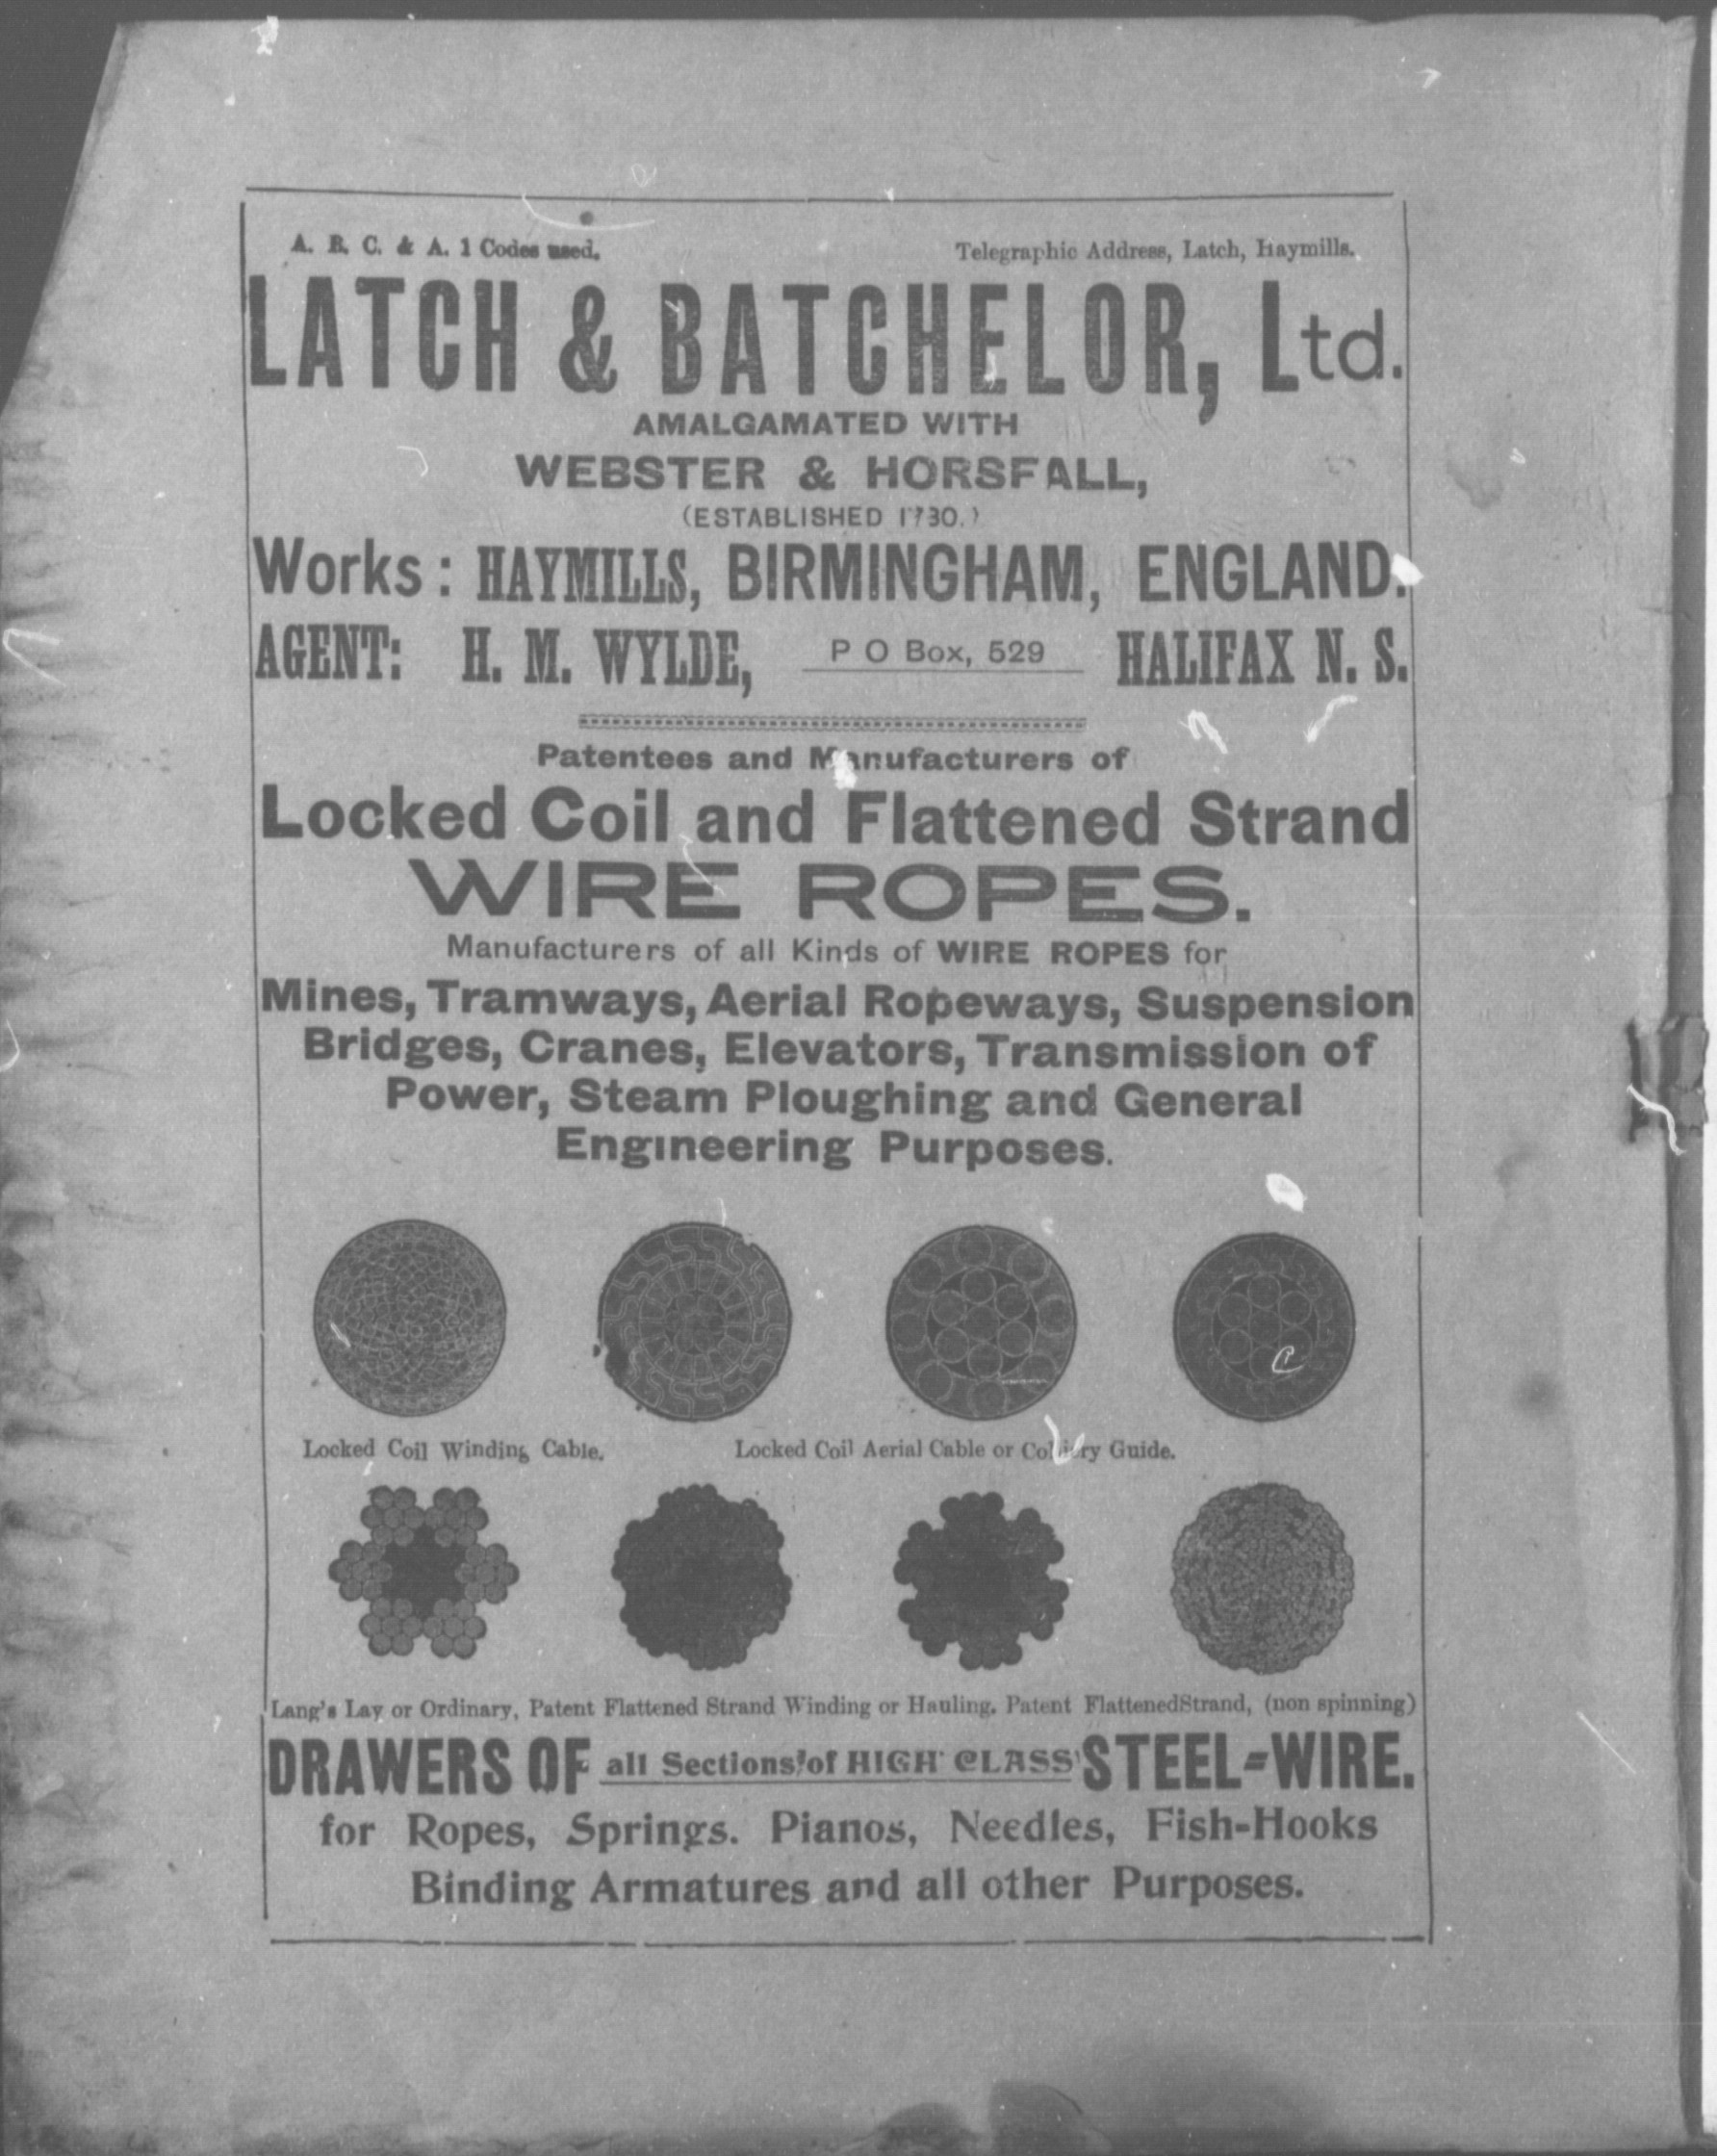 A. B. C. & A. 1 Codes used. Telegraphic Address, Latch, Haymills.
LATCH & BATCHELOR, Ltd.
AMALGAMATED WITH
WEBSTER & HORSFALL,
(ESTABLISHED 1730.)
Works: HAYMILLS, BIRMINGHAM, ENGLAND.
AGENT: H. M. WYLDE, P O Box, 529 HALIFAX N. S.
Patentees and Manufacturers of
Locked Coil and Flattened Strand
WIRE ROPES.
Manufacturers of all Kinds of WIRE ROPES for
Mines, Tramways, Aerial Ropeways, Suspension
Bridges, Cranes, Elevators, Transmission of
Power, Steam Ploughing and General
Engineering Purposes.
Locked Coil Winding Cable. Locked Coil Aerial Cable or Colliery Guide.
Lang's Lay or Ordinary, Patent Flattened Strand Winding or Hauling. Patent FlattenedStrand, (non spinning)
DRAWERS OF all Sections of HIGH CLASS STEEL=WIRE.
for Ropes, Springs. Pianos, Needles, Fish-Hooks
Binding Armatures and all other Purposes.